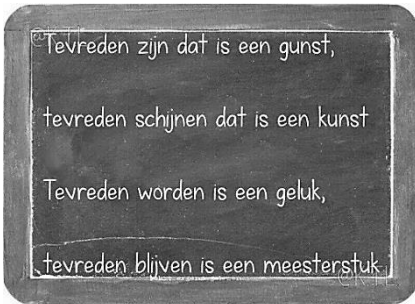 Tevreden zijn dat is een gunst,
tevreden schijnen dat is een kunst
Tevreden worden is een geluk,
tevreden blijven is een meesterstuk